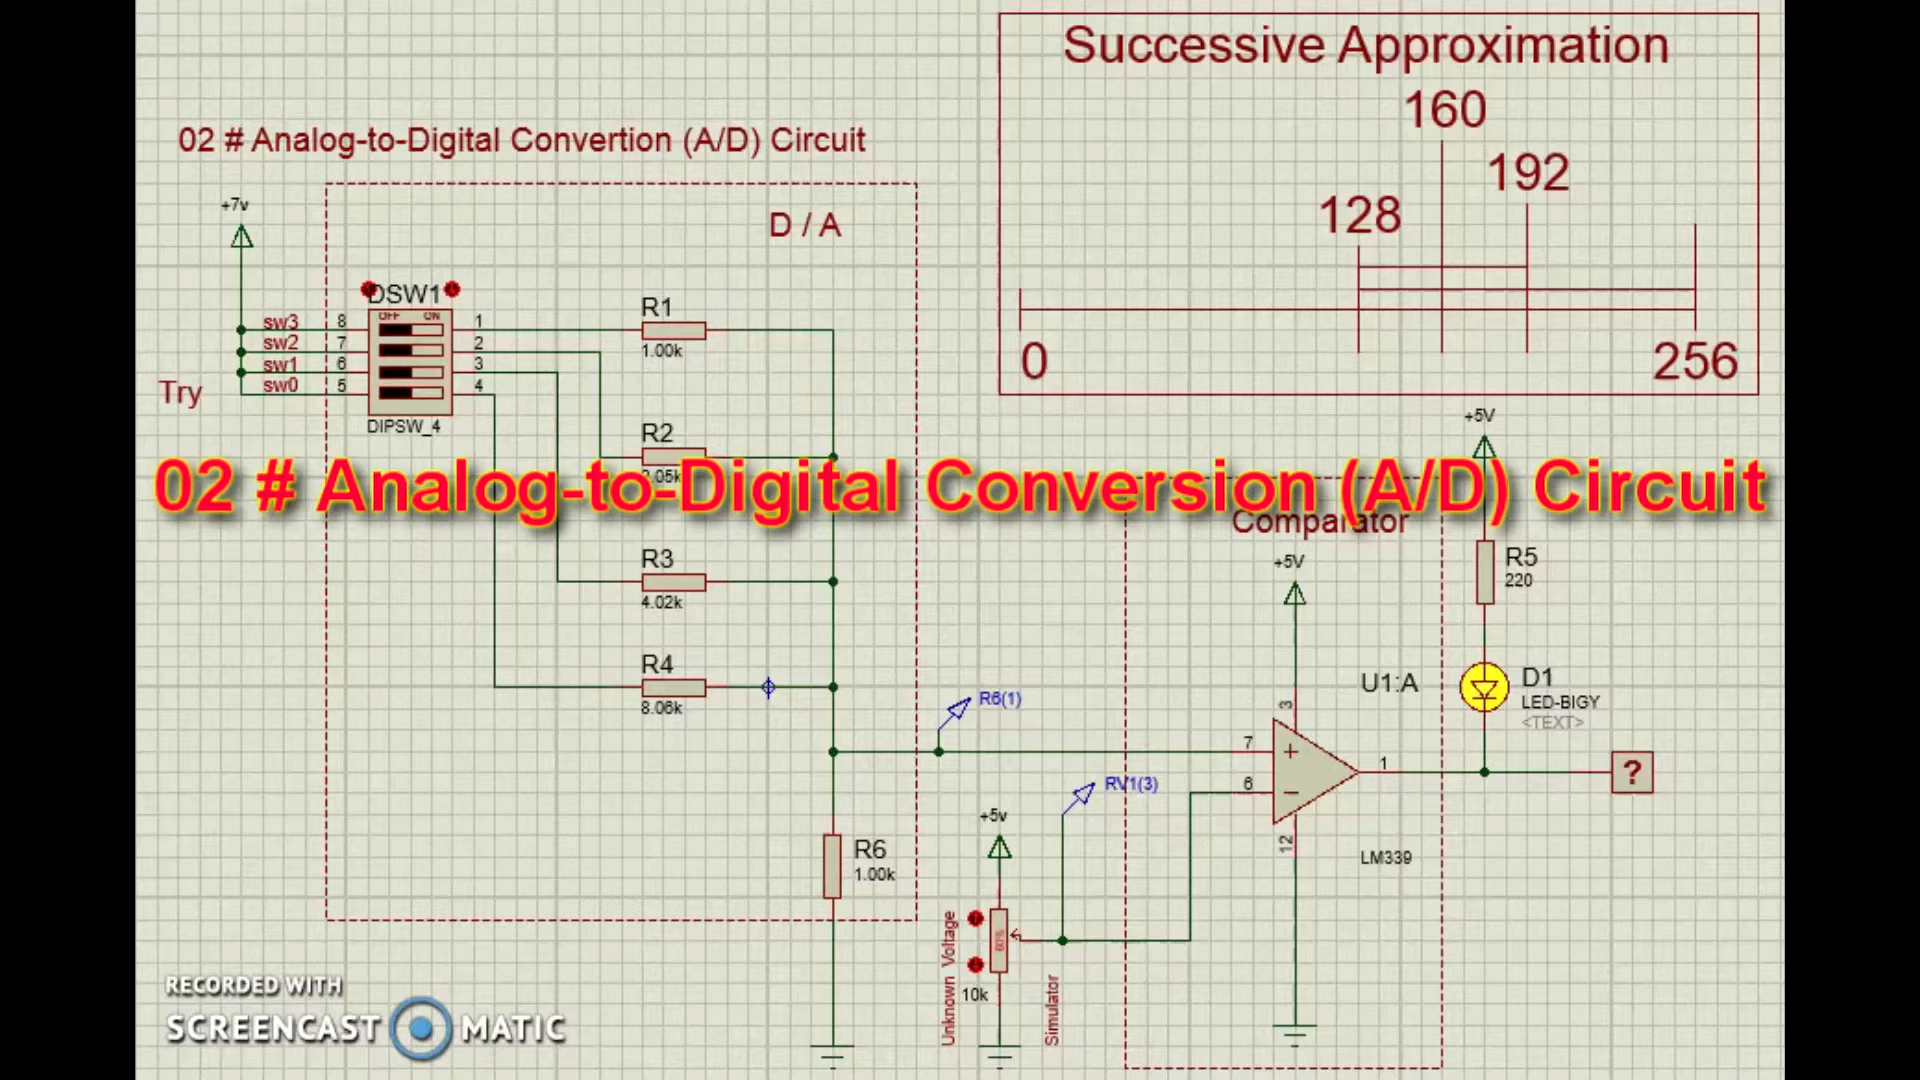 Successive Approximation
160
192
128
0
256
02 # Analog-to-Digital Convertion (A/D) Circuit
+7v
D / A
DSW1
OFF ON
sw3 8 1
sw2 7 2
sw1 6 3
sw0 5 4
Try
DIPSW_4
R1
1.00k
R2
2.05k
02 # Analog-to-Digital Conversion (A/D) Circuit
R3
4.02k
R4
8.06k
R6(1)
R6
1.00k
+5V
Comparator
+5V
R5
220
U1:A
D1
LED-BIGY
<TEXT>
3
7
+
6
−
1
?
12
LM339
RV1(3)
+5v
60%
10k
Unknown Voltage
Simulator
RECORDED WITH
SCREENCAST MATIC